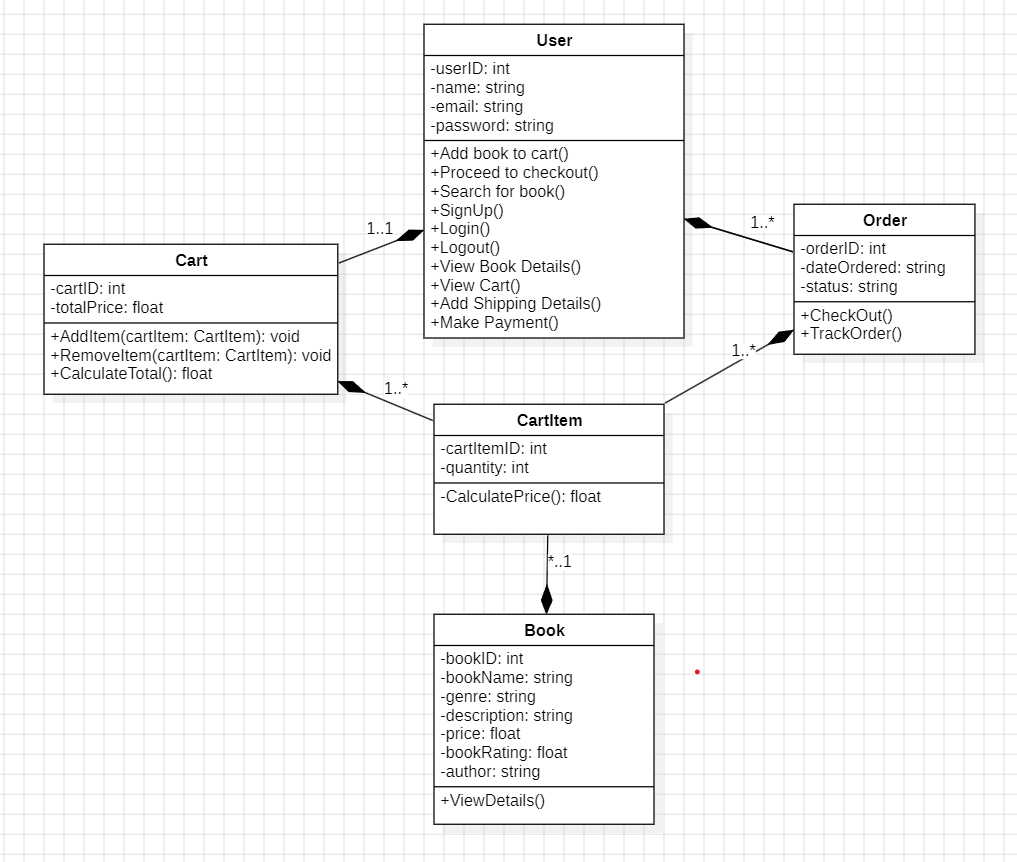 User
-userID: int
-name: string
-email: string
-password: string
+Add book to cart()
+Proceed to checkout()
+Search for book()
+SignUp()
+Login()
+Logout()
+View Book Details()
+View Cart()
+Add Shipping Details()
+Make Payment()
1..1
1..*
Order
-orderID: int
-dateOrdered: string
-status: string
+CheckOut()
+TrackOrder()
Cart
-cartID: int
-totalPrice: float
+AddItem(cartItem: CartItem): void
+RemoveItem(cartItem: CartItem): void
+CalculateTotal(): float
1..*
1..*
CartItem
-cartItemID: int
-quantity: int
-CalculatePrice(): float
*..1
Book
-bookID: int
-bookName: string
-genre: string
-description: string
-price: float
-bookRating: float
-author: string
+ViewDetails()